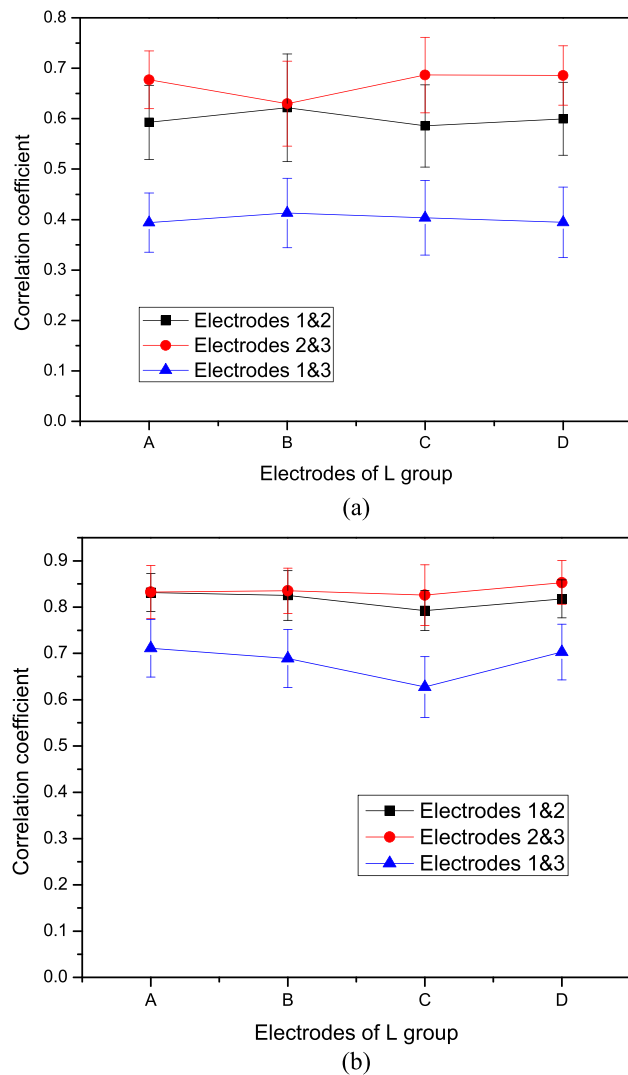 0.8
0.7
0.6
0.5
0.4
0.3
0.2
0.1
0.0
Correlation coefficient
Electrodes 1&2
Electrodes 2&3
Electrodes 1&3
A B C D
Electrodes of L group
(a)
0.9
0.8
0.7
0.6
0.5
0.4
0.3
0.2
0.1
0.0
Correlation coefficient
Electrodes 1&2
Electrodes 2&3
Electrodes 1&3
A B C D
Electrodes of L group
(b)